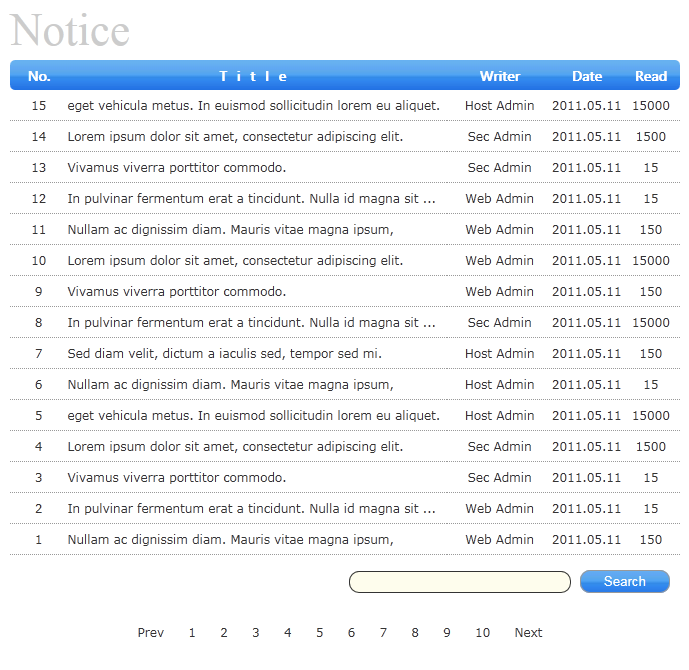 Notice
No. Title Writer Date Read
15 eget vehicula metus. In euismod sollicitudin lorem eu aliquet. Host Admin 2011.05.11 15000
14 Lorem ipsum dolor sit amet, consectetur adipiscing elit. Sec Admin 2011.05.11 1500
13 Vivamus viverra porttitor commodo. Sec Admin 2011.05.11 15
12 In pulvinar fermentum erat a tincidunt. Nulla id magna sit ... Web Admin 2011.05.11 15
11 Nullam ac dignissim diam. Mauris vitae magna ipsum, Web Admin 2011.05.11 150
10 Lorem ipsum dolor sit amet, consectetur adipiscing elit. Web Admin 2011.05.11 15000
9 Vivamus viverra porttitor commodo. Web Admin 2011.05.11 150
8 In pulvinar fermentum erat a tincidunt. Nulla id magna sit ... Sec Admin 2011.05.11 15000
7 Sed diam velit, dictum a iaculis sed, tempor sed mi. Host Admin 2011.05.11 150
6 Nullam ac dignissim diam. Mauris vitae magna ipsum, Host Admin 2011.05.11 15
5 eget vehicula metus. In euismod sollicitudin lorem eu aliquet. Host Admin 2011.05.11 15000
4 Lorem ipsum dolor sit amet, consectetur adipiscing elit. Sec Admin 2011.05.11 1500
3 Vivamus viverra porttitor commodo. Sec Admin 2011.05.11 15
2 In pulvinar fermentum erat a tincidunt. Nulla id magna sit ... Web Admin 2011.05.11 15
1 Nullam ac dignissim diam. Mauris vitae magna ipsum, Web Admin 2011.05.11 150
Search
Prev 1 2 3 4 5 6 7 8 9 10 Next